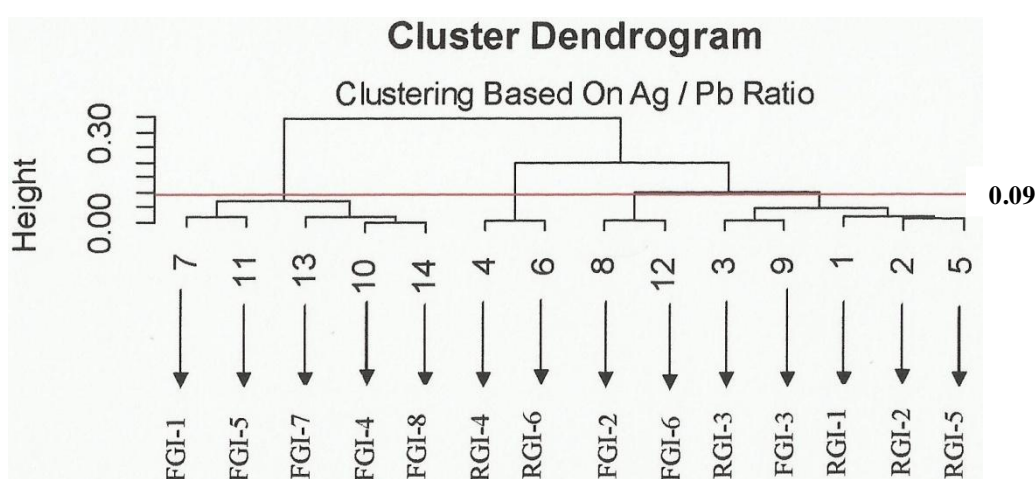 Cluster Dendrogram
Clustering Based On Ag / Pb Ratio
Height
0.30
0.00
0.09
7 11 13 10 14 4 6 8 12 3 9 1 2 5
FGI-1 FGI-5 FGI-7 FGI-4 FGI-8 RGI-4 RGI-6 FGI-2 FGI-6 RGI-3 FGI-3 RGI-1 RGI-2 RGI-5